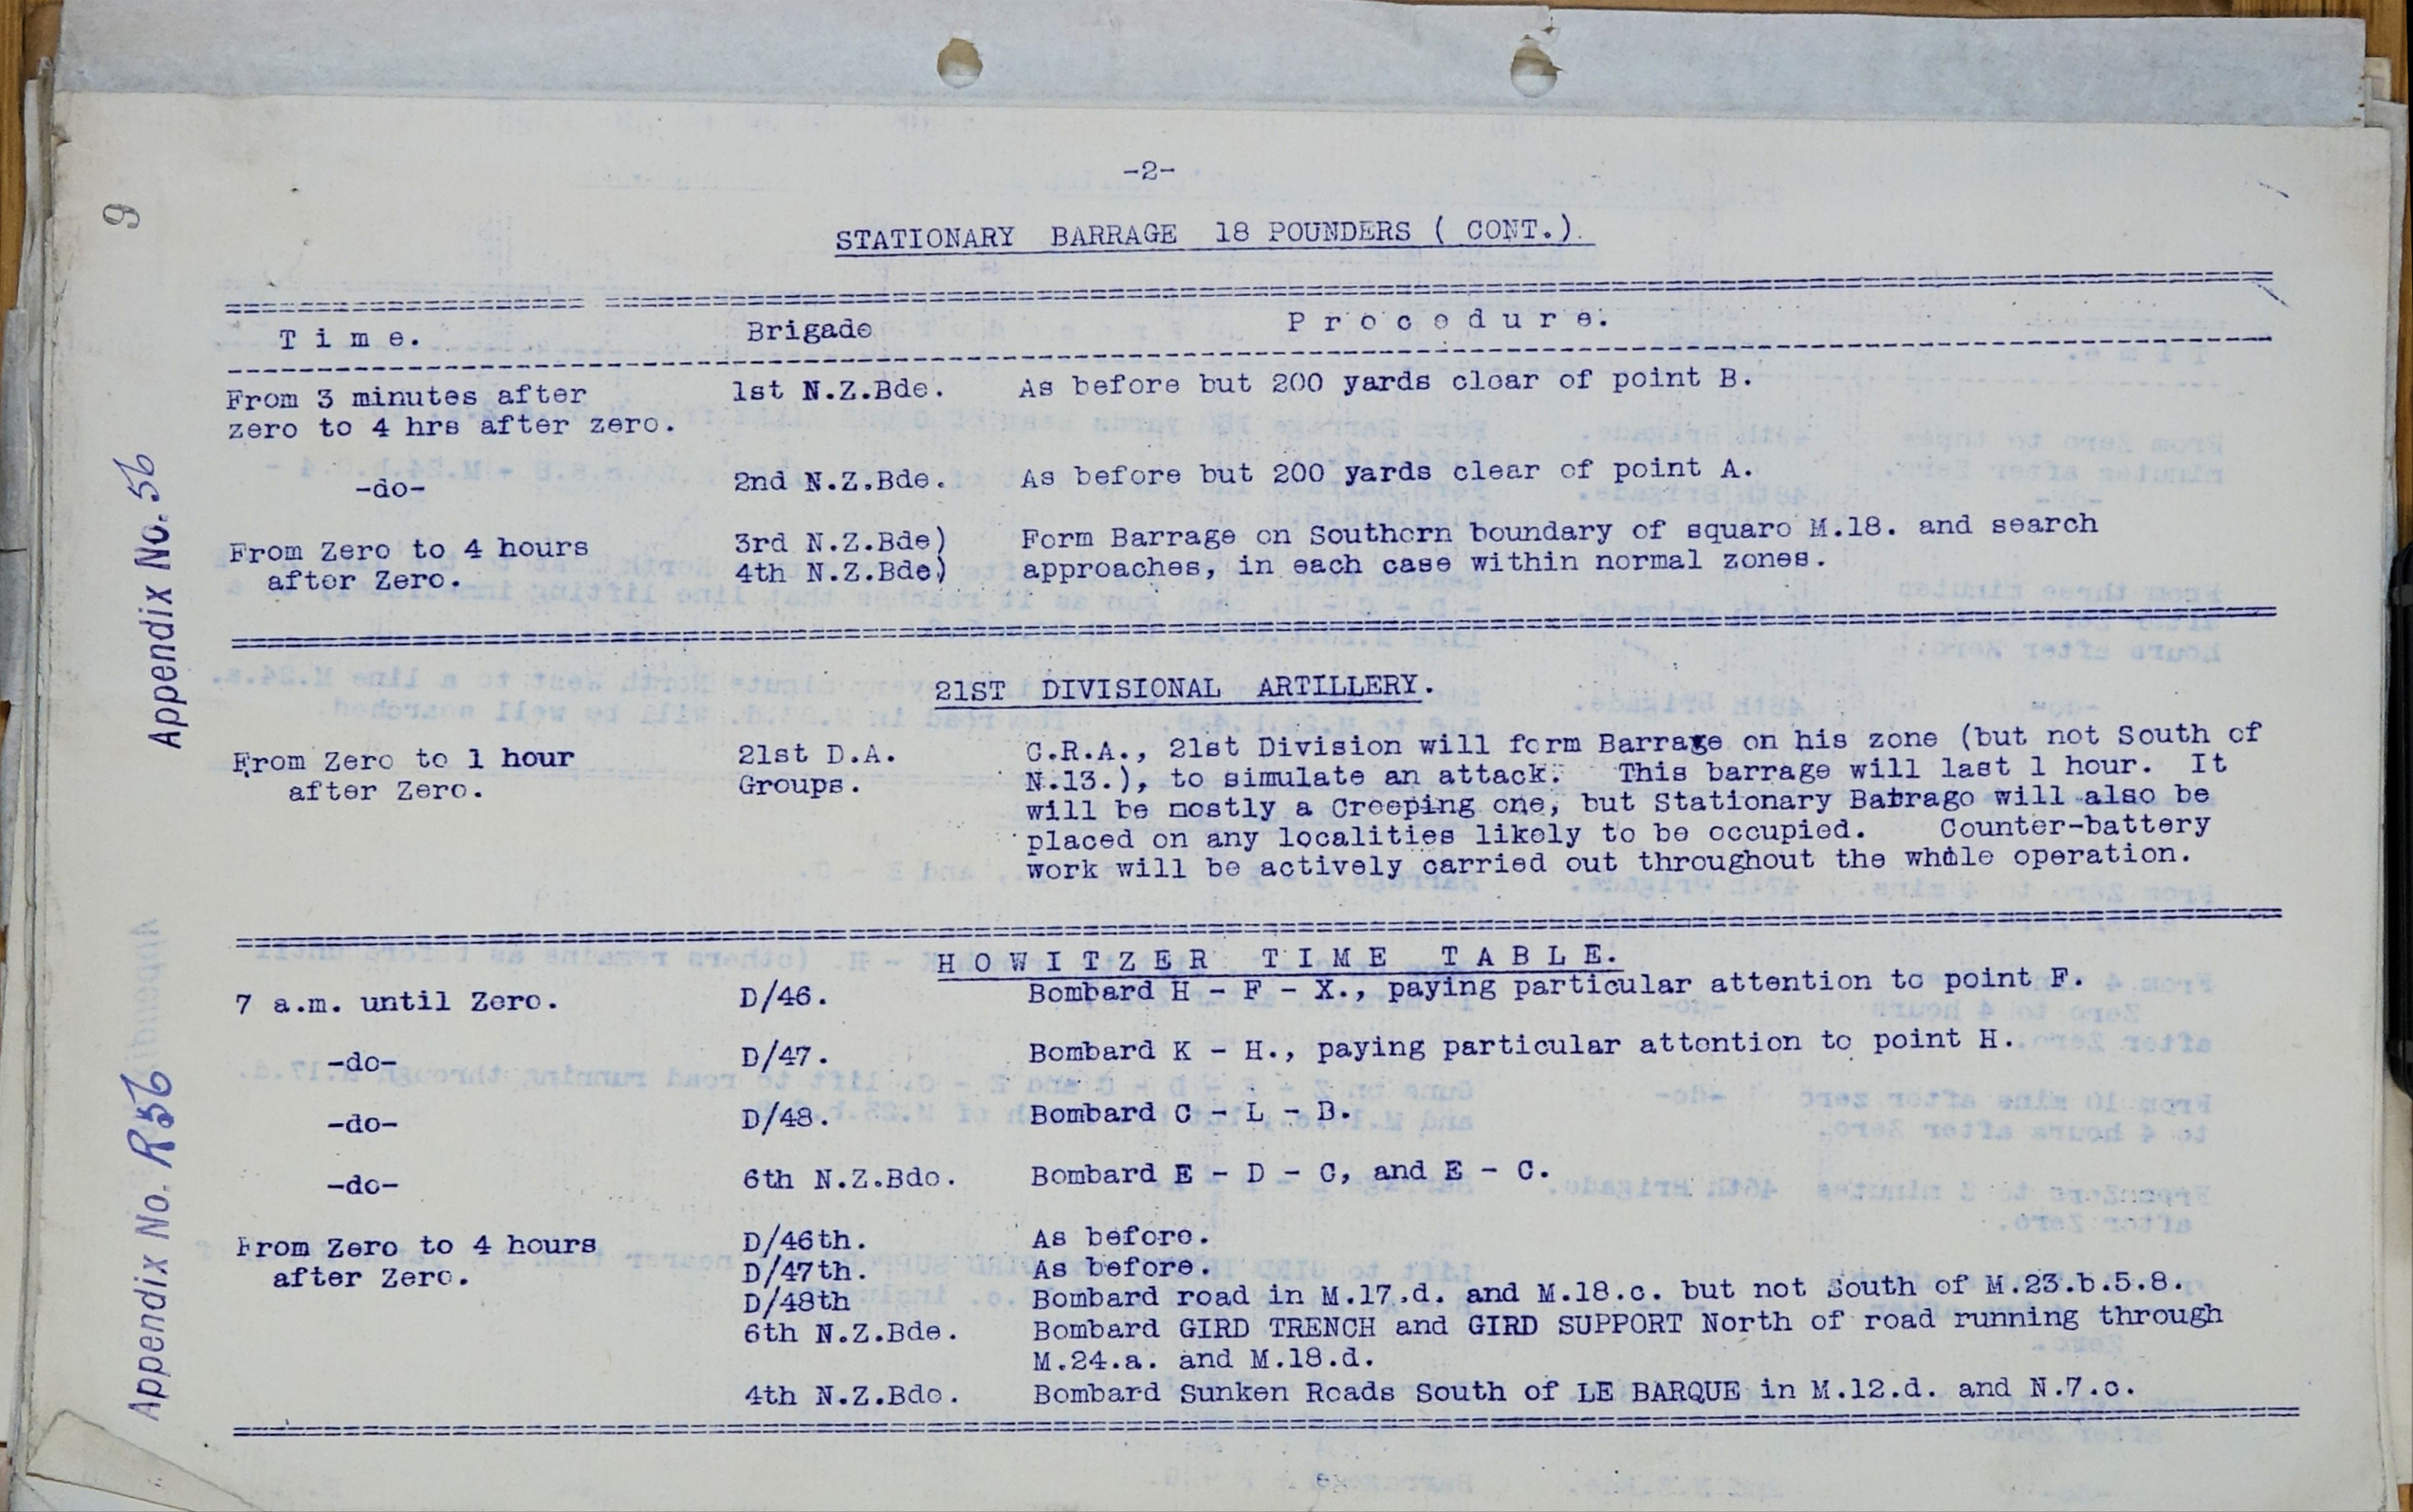 -2-
9
STATIONARY BARRAGE 18 POUNDERS ( CONT.).
T i m e. Brigade P r o c e d u r e.
From 3 minutes after 1st N.Z.Bde. As before but 200 yards clear of point B.
zero to 4 hrs after zero.
-do- 2nd N.Z.Bde. As before but 200 yards clear of point A.
From Zero to 4 hours 3rd N.Z.Bde) Form Barrage on Southern boundary of square M.18. and search
after Zero. 4th N.Z.Bde) approaches, in each case within normal zones.
Appendix No. 56
21ST DIVISIONAL ARTILLERY.
From Zero to 1 hour 21st D.A. C.R.A., 21st Division will form Barrage on his zone (but not South of
after Zero. Groups. N.13.), to simulate an attack. This barrage will last 1 hour. It
will be mostly a Creeping one, but Stationary Barrage will also be
placed on any localities likely to be occupied. Counter-battery
work will be actively carried out throughout the whole operation.
H O W I T Z E R T I M E T A B L E.
7 a.m. until Zero. D/46. Bombard H - F - X., paying particular attention to point F.
-do- D/47. Bombard K - H., paying particular attention to point H.
-do- D/48. Bombard C - L - B.
-do- 6th N.Z.Bde. Bombard E - D - C, and E - C.
From Zero to 4 hours D/46th. As before.
after Zero. D/47th. As before.
D/48th Bombard road in M.17.d. and M.18.c. but not South of M.23.b.5.8.
6th N.Z.Bde. Bombard GIRD TRENCH and GIRD SUPPORT North of road running through
M.24.a. and M.18.d.
4th N.Z.Bde. Bombard Sunken Roads South of LE BARQUE in M.12.d. and N.7.c.
Appendix No. R56